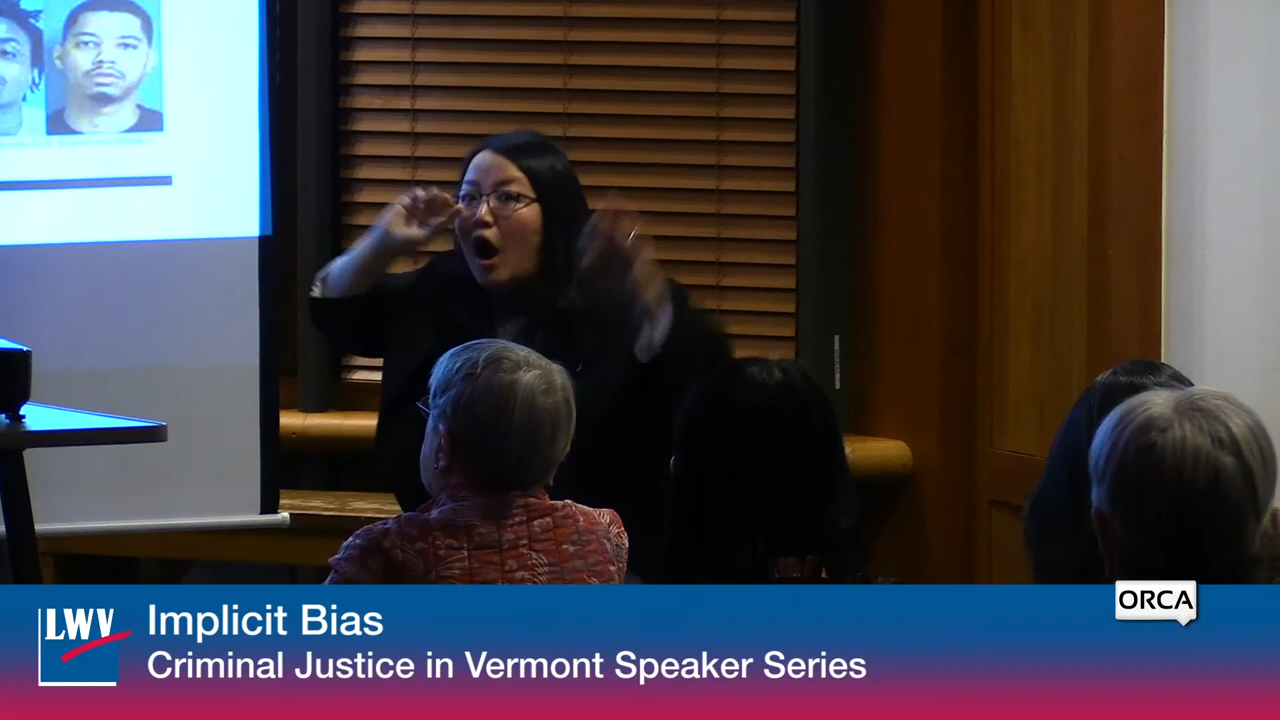 LWV
Implicit Bias
Criminal Justice in Vermont Speaker Series
ORCA